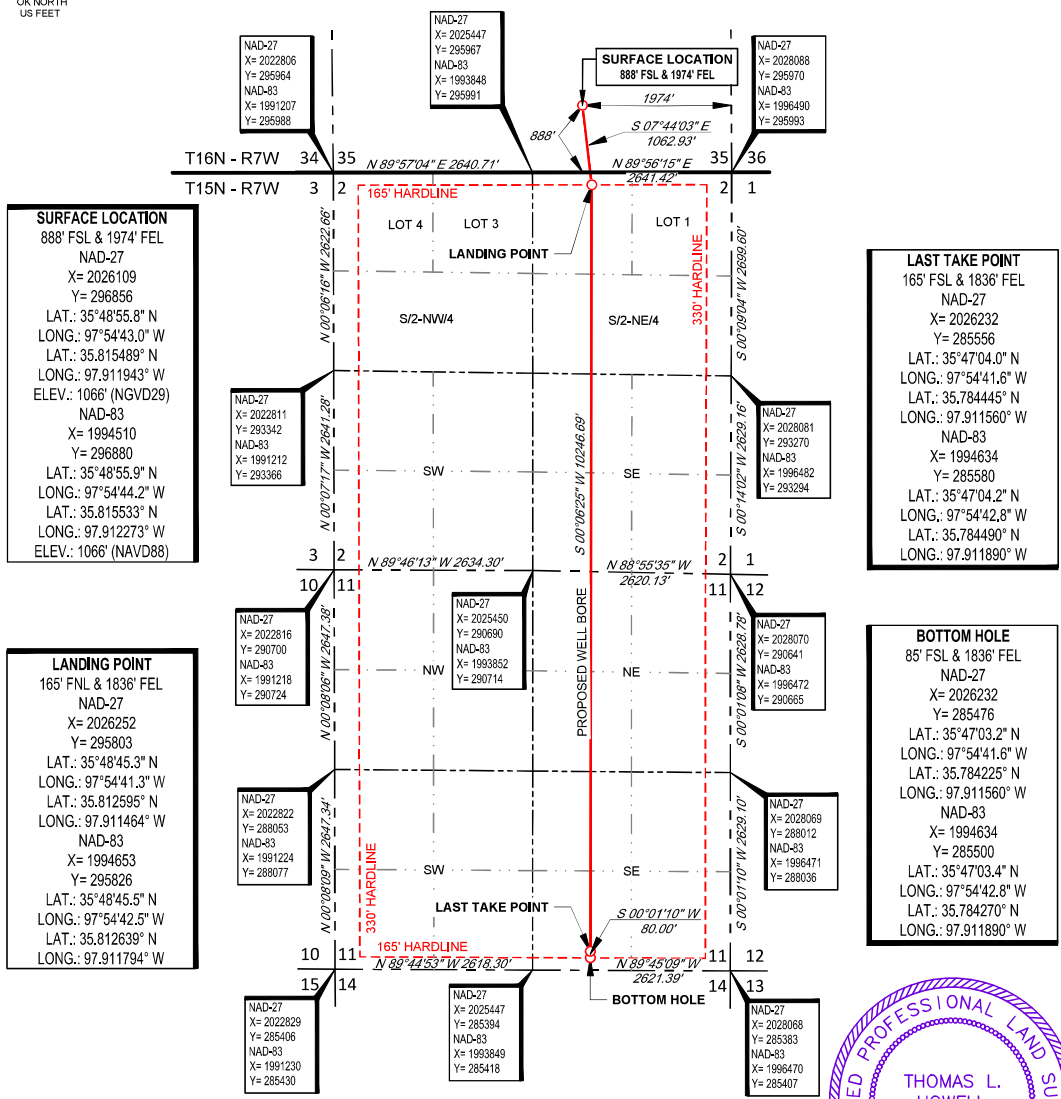 OK NORTH
US FEET
NAD-27
X= 2022806
Y= 295964
NAD-83
X= 1991207
Y= 295988
NAD-27
X= 2025447
Y= 295967
NAD-83
X= 1993848
Y= 295991
SURFACE LOCATION
888' FSL & 1974' FEL
NAD-27
X= 2028088
Y= 295970
NAD-83
X= 1996490
Y= 295993
1974'
888'
S 07°44'03" E
1062.93'
T16N - R7W
34
35
N 89°57'04" E 2640.71'
N 89°56'15" E
2641.42'
35
36
T15N - R7W
3
2
2
1
165' HARDLINE
LOT 4
LOT 3
LOT 1
LANDING POINT
330' HARDLINE
N 00°06'16" W 2622.66'
S 00°09'04" W 2699.60'
S/2-NW/4
S/2-NE/4
SURFACE LOCATION
888' FSL & 1974' FEL
NAD-27
X= 2026109
Y= 296856
LAT.: 35°48'55.8" N
LONG.: 97°54'43.0" W
LAT.: 35.815489° N
LONG.: 97.911943° W
ELEV.: 1066' (NGVD29)
NAD-83
X= 1994510
Y= 296880
LAT.: 35°48'55.9" N
LONG.: 97°54'44.2" W
LAT.: 35.815533° N
LONG.: 97.912273° W
ELEV.: 1066' (NAVD88)
LAST TAKE POINT
165' FSL & 1836' FEL
NAD-27
X= 2026232
Y= 285556
LAT.: 35°47'04.0" N
LONG.: 97°54'41.6" W
LAT.: 35.784445° N
LONG.: 97.911560° W
NAD-83
X= 1994634
Y= 285580
LAT.: 35°47'04.2" N
LONG.: 97°54'42.8" W
LAT.: 35.784490° N
LONG.: 97.911890° W
NAD-27
X= 2022811
Y= 293342
NAD-83
X= 1991212
Y= 293366
NAD-27
X= 2028081
Y= 293270
NAD-83
X= 1996482
Y= 293294
N 00°07'17" W 2641.28'
S 00°14'02" W 2629.16'
S 00°06'25" W 10246.69'
SW
SE
3
2
N 89°46'13" W 2634.30'
N 88°55'35" W
2620.13'
2
1
10
11
11
12
NAD-27
X= 2022816
Y= 290700
NAD-83
X= 1991218
Y= 290724
NAD-27
X= 2025450
Y= 290690
NAD-83
X= 1993852
Y= 290714
NAD-27
X= 2028070
Y= 290641
NAD-83
X= 1996472
Y= 290665
N 00°08'06" W 2647.38'
S 00°01'08" W 2628.78'
NW
NE
PROPOSED WELL BORE
LANDING POINT
165' FNL & 1836' FEL
NAD-27
X= 2026252
Y= 295803
LAT.: 35°48'45.3" N
LONG.: 97°54'41.3" W
LAT.: 35.812595° N
LONG.: 97.911464° W
NAD-83
X= 1994653
Y= 295826
LAT.: 35°48'45.5" N
LONG.: 97°54'42.5" W
LAT.: 35.812639° N
LONG.: 97.911794° W
BOTTOM HOLE
85' FSL & 1836' FEL
NAD-27
X= 2026232
Y= 285476
LAT.: 35°47'03.2" N
LONG.: 97°54'41.6" W
LAT.: 35.784225° N
LONG.: 97.911560° W
NAD-83
X= 1994634
Y= 285500
LAT.: 35°47'03.4" N
LONG.: 97°54'42.8" W
LAT.: 35.784270° N
LONG.: 97.911890° W
NAD-27
X= 2022822
Y= 288053
NAD-83
X= 1991224
Y= 288077
NAD-27
X= 2028069
Y= 288012
NAD-83
X= 1996471
Y= 288036
N 00°08'09" W 2647.34'
S 00°01'10" W 2629.10'
330' HARDLINE
SW
SE
LAST TAKE POINT
S 00°01'10" W
80.00'
165' HARDLINE
10
11
N 89°44'53" W 2618.30'
N 89°45'09" W
2621.39'
11
12
15
14
14
13
BOTTOM HOLE
NAD-27
X= 2022829
Y= 285406
NAD-83
X= 1991230
Y= 285430
NAD-27
X= 2025447
Y= 285394
NAD-83
X= 1993849
Y= 285418
NAD-27
X= 2028068
Y= 285383
NAD-83
X= 1996470
Y= 285407
ED PROFESSIONAL LAND SU
THOMAS L.
HOWELL